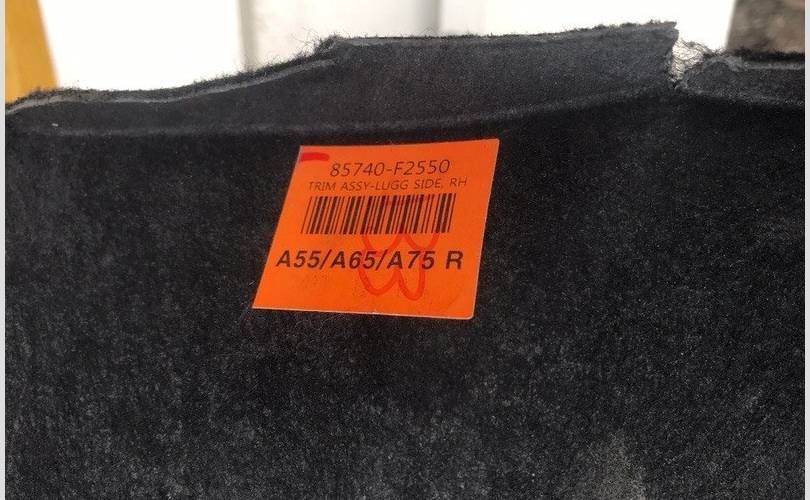 85740-F2550
TRIM ASSY-LUGG SIDE, RH
A55/A65/A75 R